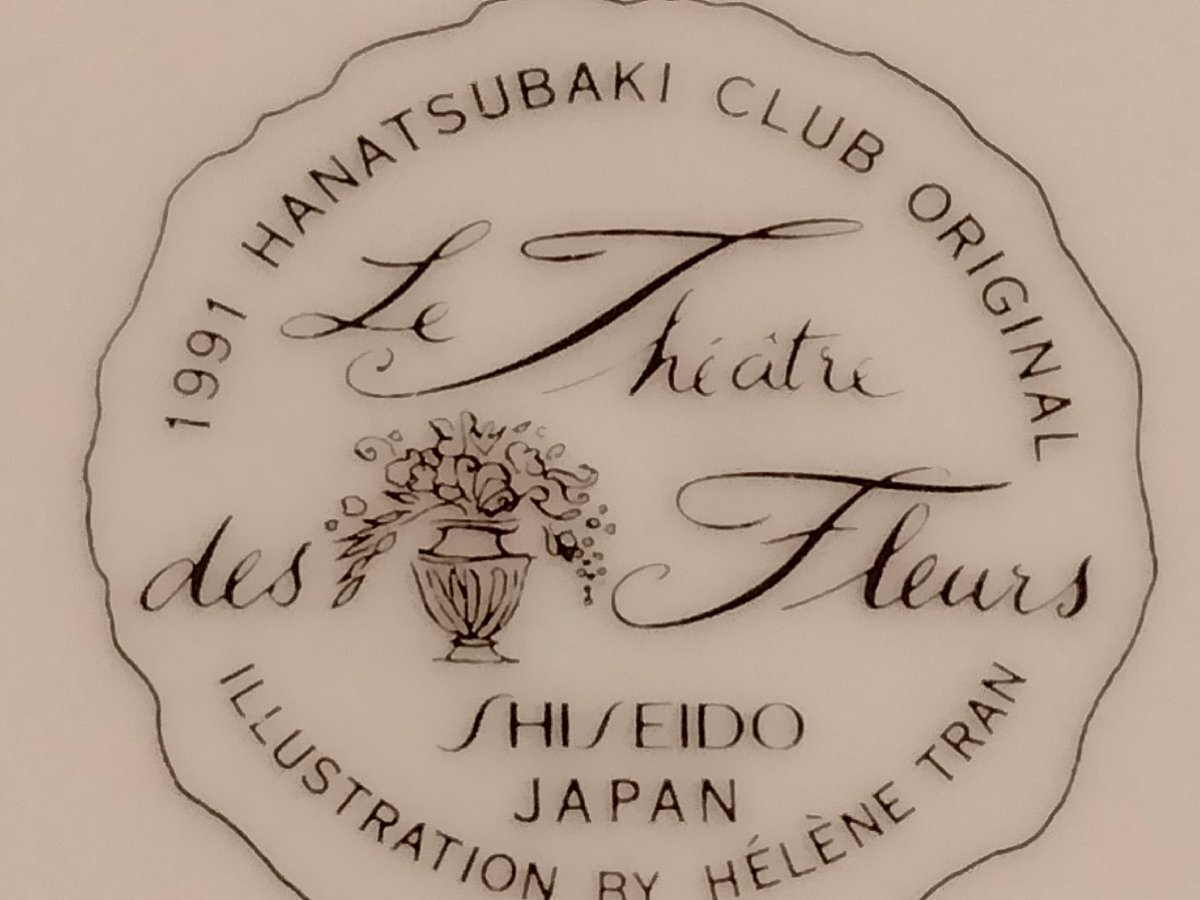 1991 HANATSUBAKI CLUB ORIGINAL
Le Théâtre
des Fleurs
SHISEIDO
JAPAN
ILLUSTRATION BY HÉLÈNE TRAN